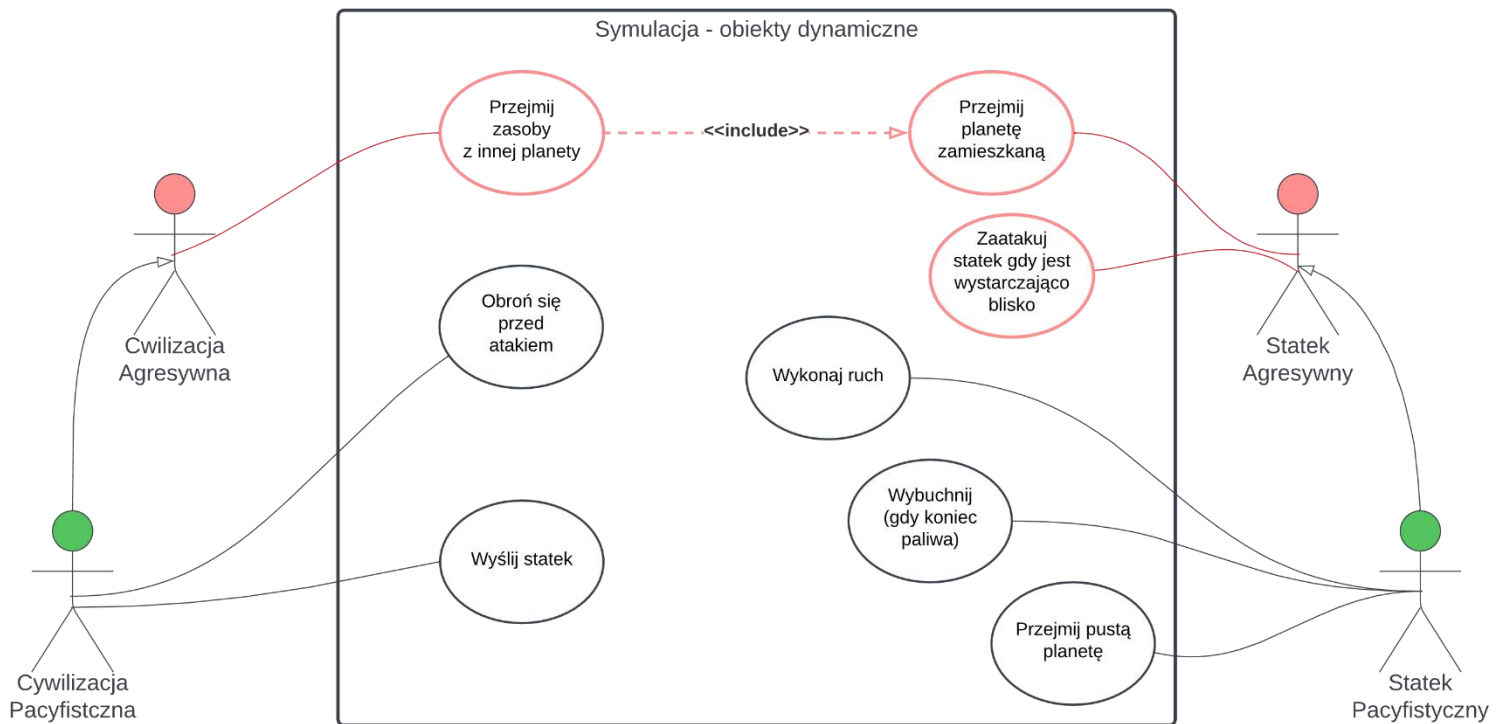 Symulacja - obiekty dynamiczne
Przejmij
zasoby
z innej planety
<<include>>
Przejmij
planetę
zamieszkaną
Zaatakuj
statek gdy jest
wystarczająco
blisko
Obroń się
przed
atakiem
Cwilizacja
Agresywna
Statek
Agresywny
Wykonaj ruch
Wybuchnij
(gdy koniec
paliwa)
Wyślij statek
Przejmij pustą
planetę
Cywilizacja
Pacyfistczna
Statek
Pacyfistyczny